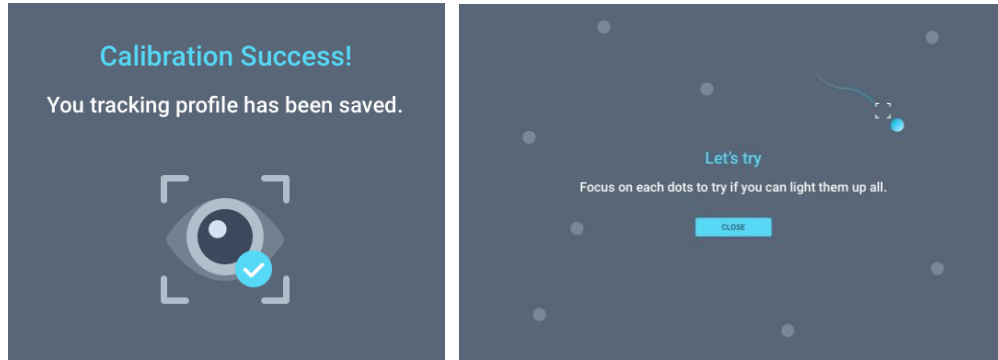 Calibration Success!
You tracking profile has been saved.
Let's try
Focus on each dots to try if you can light them up all.
CLOSE